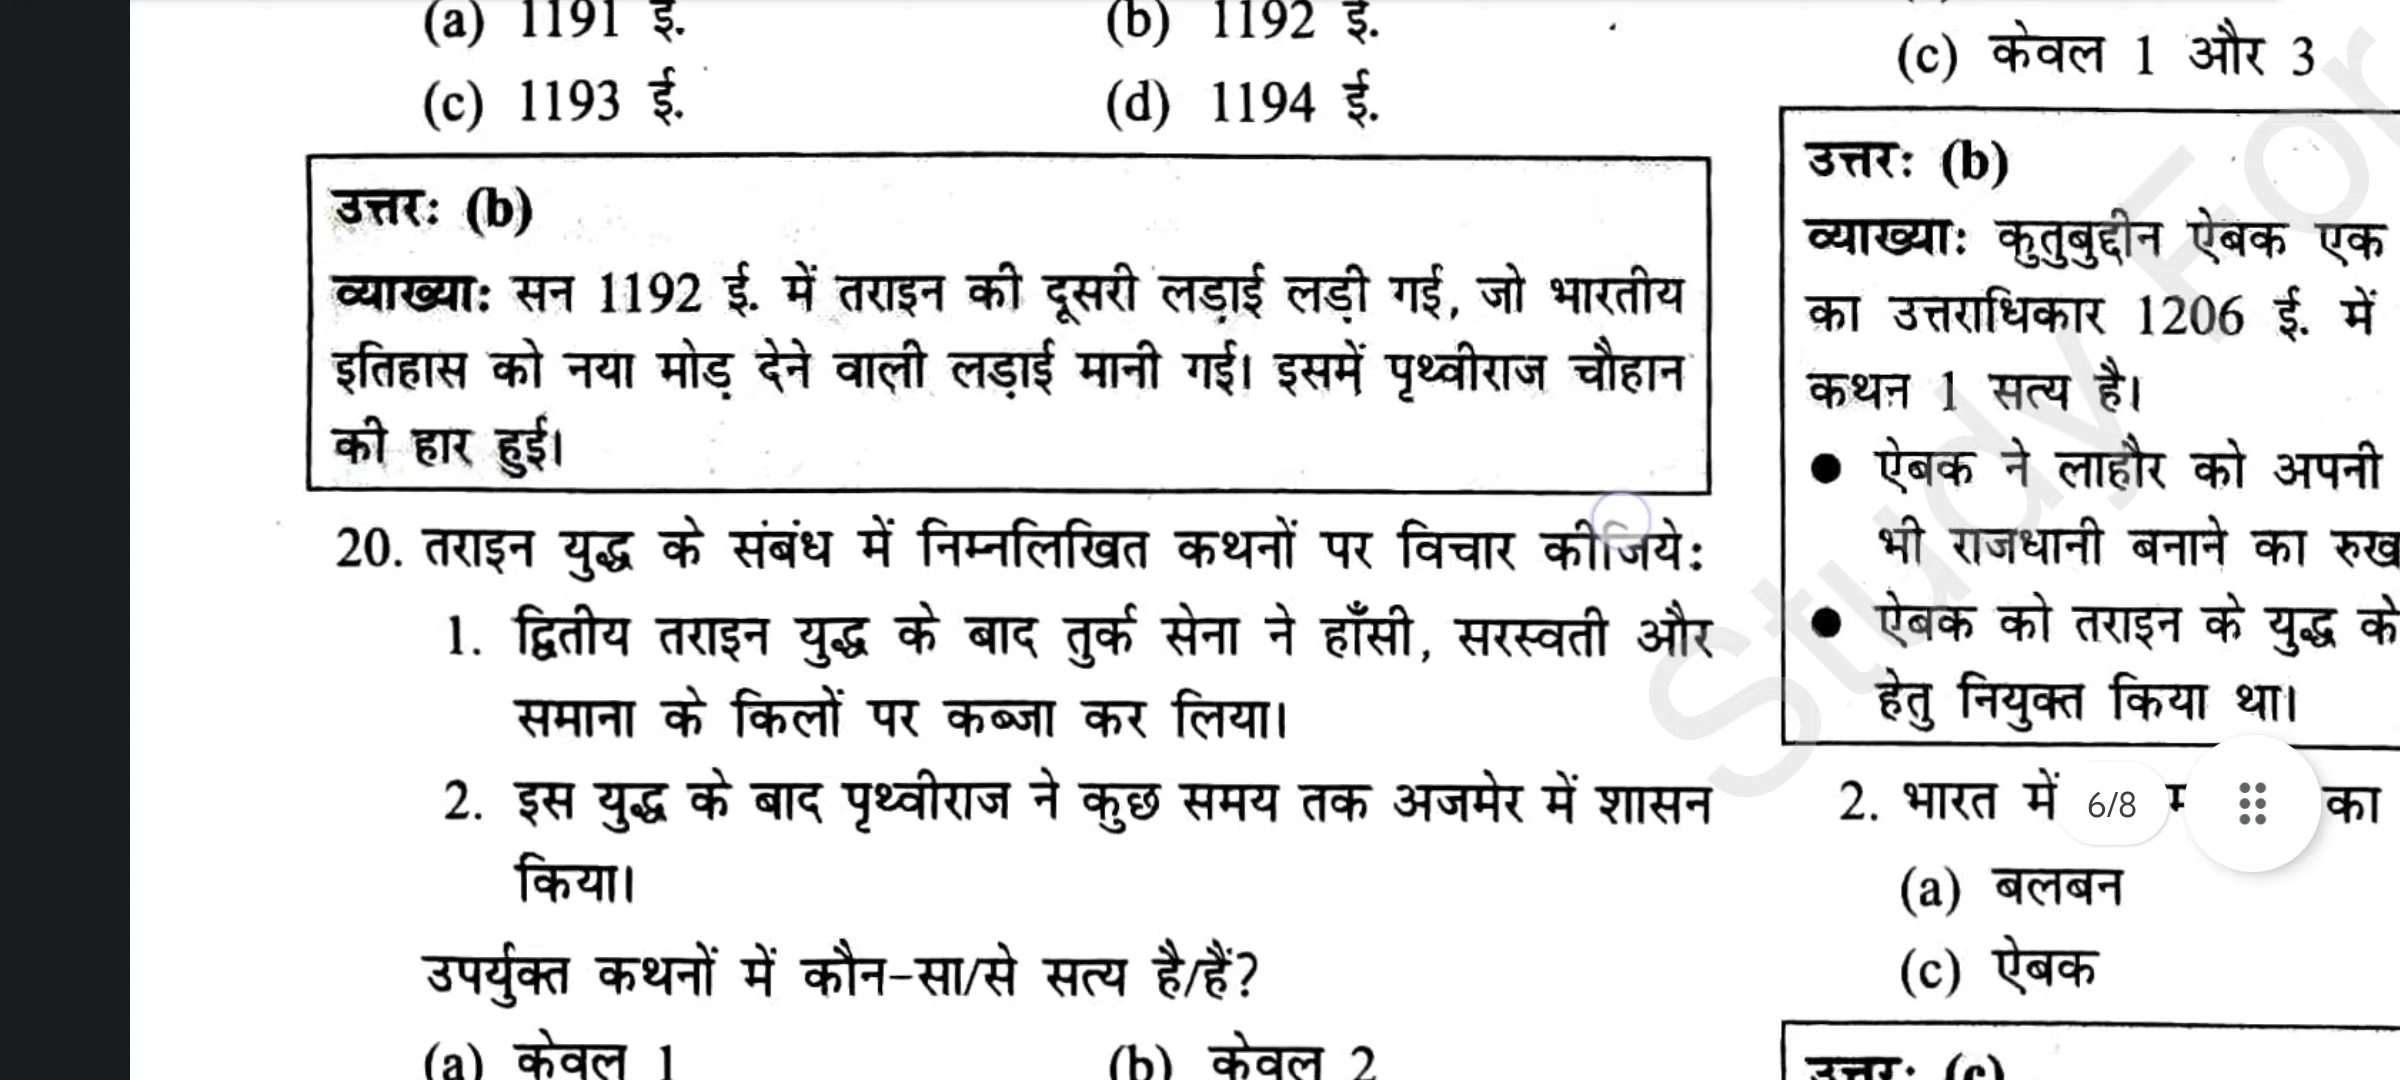 (a) 1191 ई.
(b) 1192 ई.
(c) 1193 ई.
(d) 1194 ई.
उत्तर: (b)
व्याख्या: सन 1192 ई. में तराइन की दूसरी लड़ाई लड़ी गई, जो भारतीय
इतिहास को नया मोड़ देने वाली लड़ाई मानी गई। इसमें पृथ्वीराज चौहान
की हार हुई।
20. तराइन युद्ध के संबंध में निम्नलिखित कथनों पर विचार कीजिये:
1. द्वितीय तराइन युद्ध के बाद तुर्क सेना ने हाँसी, सरस्वती और
समाना के किलों पर कब्जा कर लिया।
2. इस युद्ध के बाद पृथ्वीराज ने कुछ समय तक अजमेर में शासन
किया।
उपर्युक्त कथनों में कौन-सा/से सत्य है/हैं?
(a) केवल 1
(b) केवल 2
(c) केवल 1 और 3
उत्तर: (b)
व्याख्या: कुतुबुद्दीन ऐबक एक
का उत्तराधिकार 1206 ई. में
कथन 1 सत्य है।
● ऐबक ने लाहौर को अपनी
भी राजधानी बनाने का रुख
● ऐबक को तराइन के युद्ध के
हेतु नियुक्त किया था।
2. भारत में का
6/8
(a) बलबन
(c) ऐबक
उत्तर: (c)
Study For